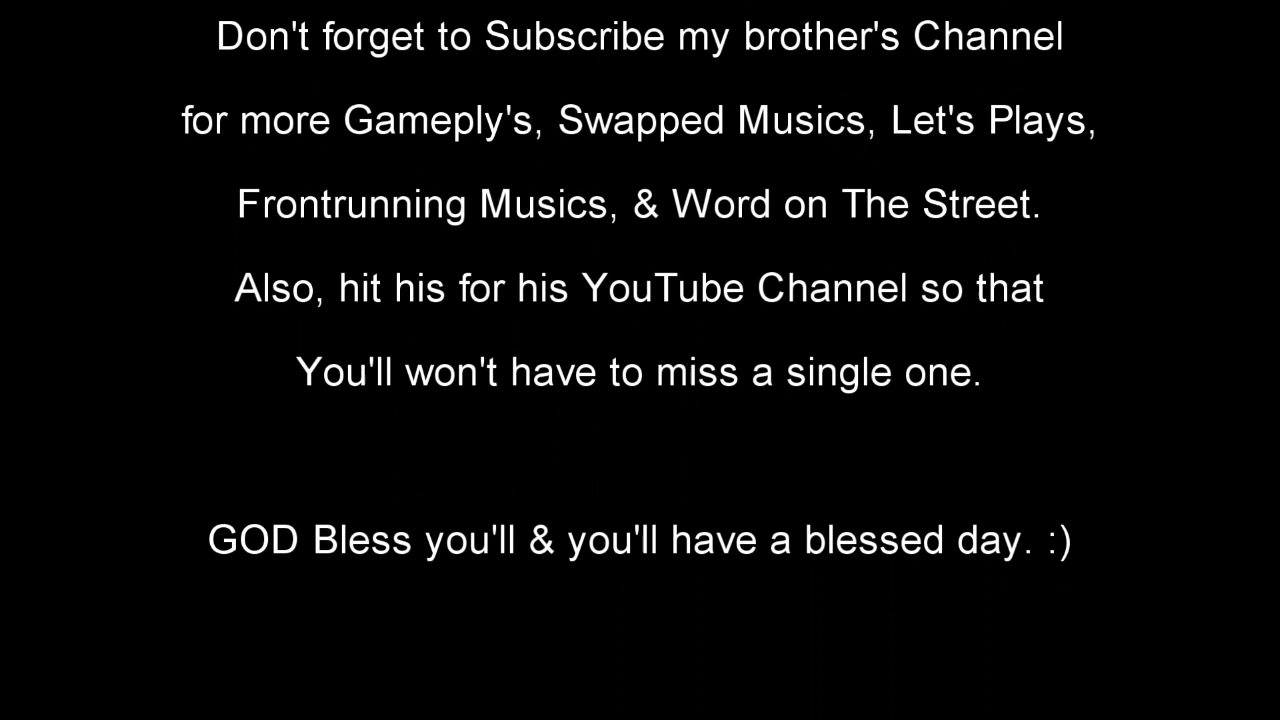 Don't forget to Subscribe my brother's Channel
for more Gameply's, Swapped Musics, Let's Plays,
Frontrunning Musics, & Word on The Street.
Also, hit his for his YouTube Channel so that
You'll won't have to miss a single one.
GOD Bless you'll & you'll have a blessed day. :)